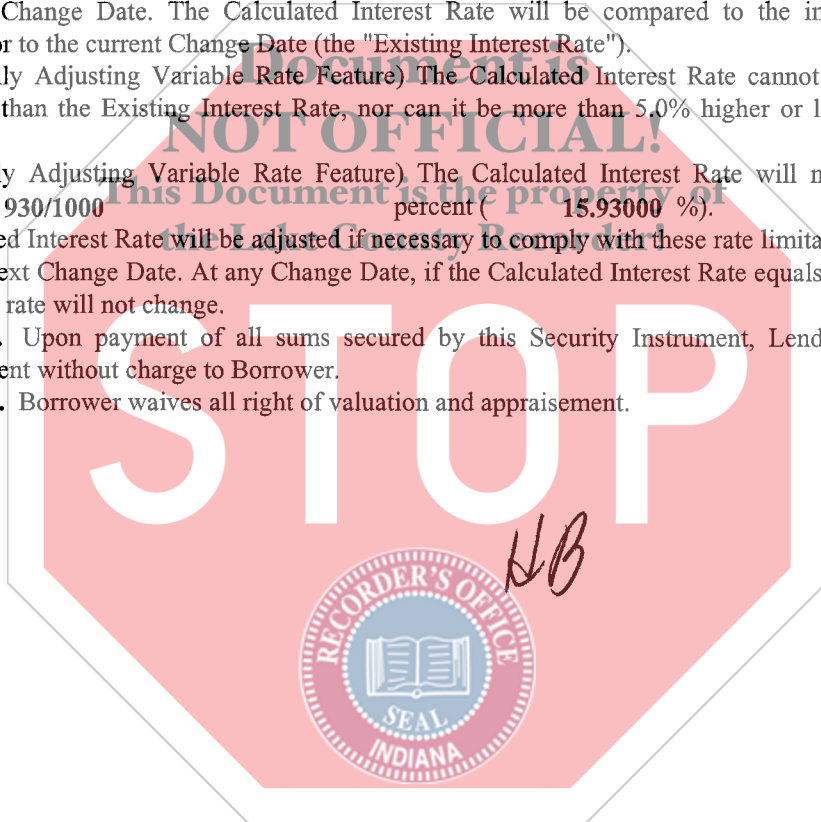 Change Date. The Calculated Interest Rate will be compared to the in
or to the current Change Date (the "Existing Interest Rate").
Document is
lly Adjusting Variable Rate Feature) The Calculated Interest Rate cannot
than the Existing Interest Rate, nor can it be more than 5.0% higher or l
NOT OFFICIAL!
y Adjusting Variable Rate Feature) The Calculated Interest Rate will n
This Document is the property of
930/1000 percent ( 15.93000 %).
the Lake County Recorder!
ed Interest Rate will be adjusted if necessary to comply with these rate limita
ext Change Date. At any Change Date, if the Calculated Interest Rate equals
rate will not change.
. Upon payment of all sums secured by this Security Instrument, Lend
ent without charge to Borrower.
. Borrower waives all right of valuation and appraisement.
STOP
HB
RECORDER'S OFFICE
SEAL
INDIANA